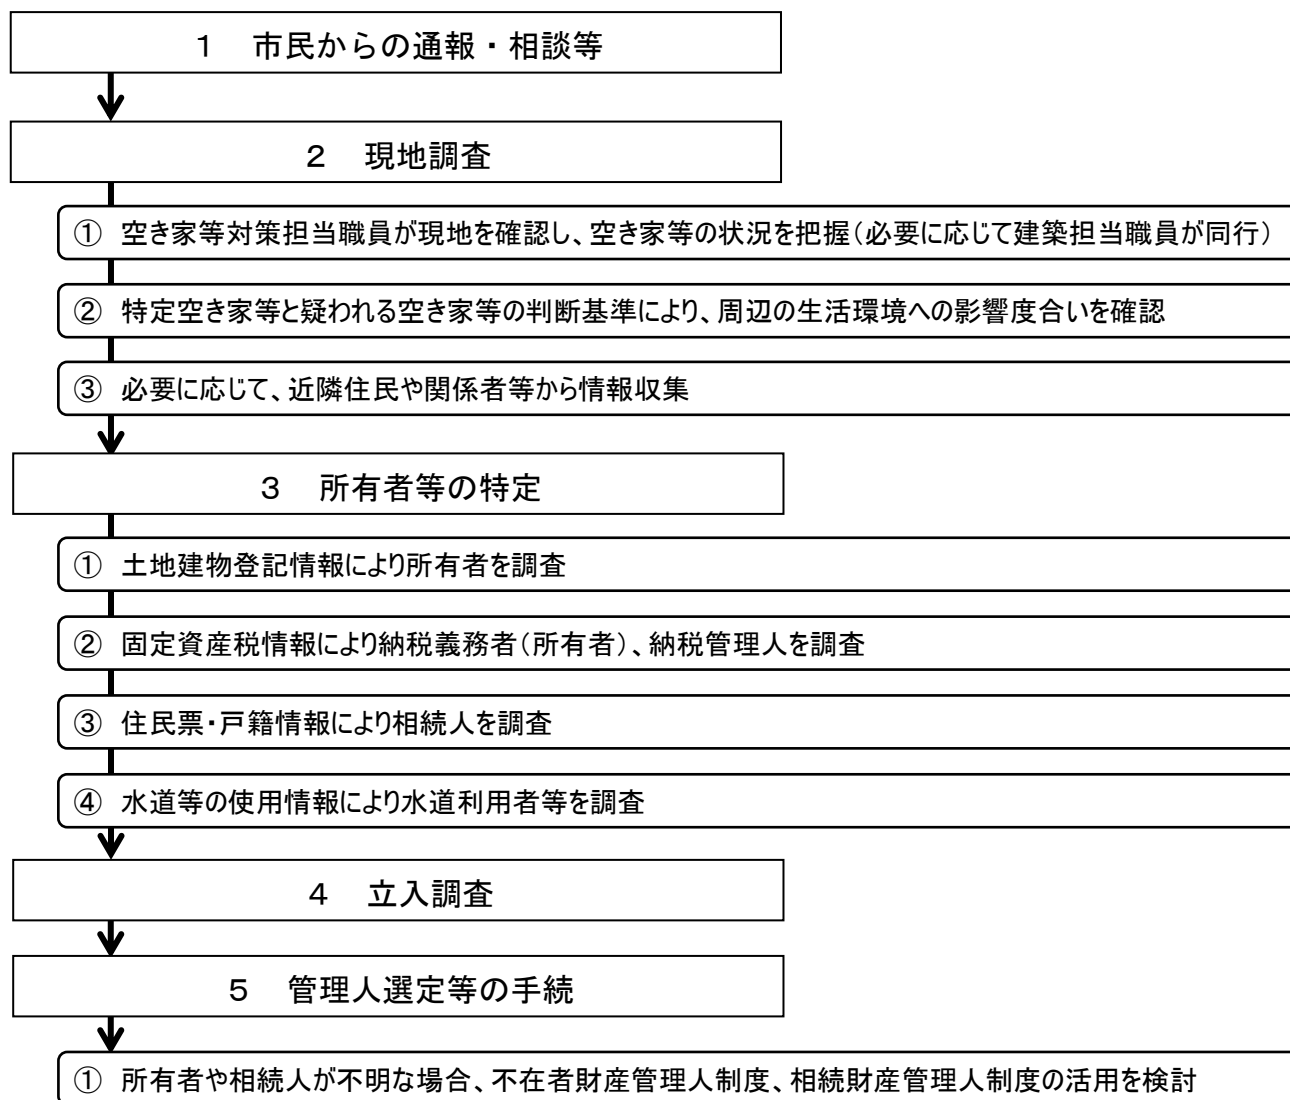 １　市民からの通報・相談等
２　現地調査
①　空き家等対策担当職員が現地を確認し、空き家等の状況を把握（必要に応じて建築担当職員が同行）
②　特定空き家等と疑われる空き家等の判断基準により、周辺の生活環境への影響度合いを確認
③　必要に応じて、近隣住民や関係者等から情報収集
３　所有者等の特定
①　土地建物登記情報により所有者を調査
②　固定資産税情報により納税義務者（所有者）、納税管理人を調査
③　住民票・戸籍情報により相続人を調査
④　水道等の使用情報により水道利用者等を調査
４　立入調査
５　管理人選定等の手続
①　所有者や相続人が不明な場合、不在者財産管理人制度、相続財産管理人制度の活用を検討